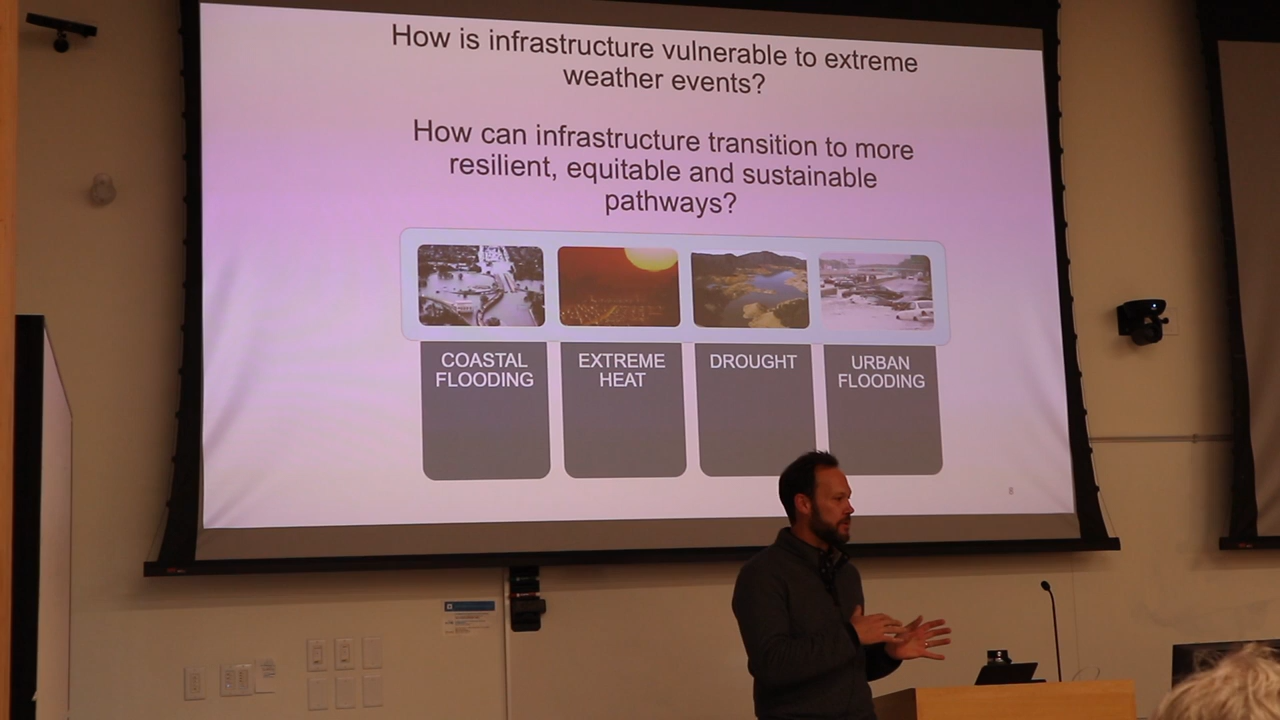 How is infrastructure vulnerable to extreme
weather events?
How can infrastructure transition to more
resilient, equitable and sustainable
pathways?
COASTAL
FLOODING
EXTREME
HEAT
DROUGHT
URBAN
FLOODING
8